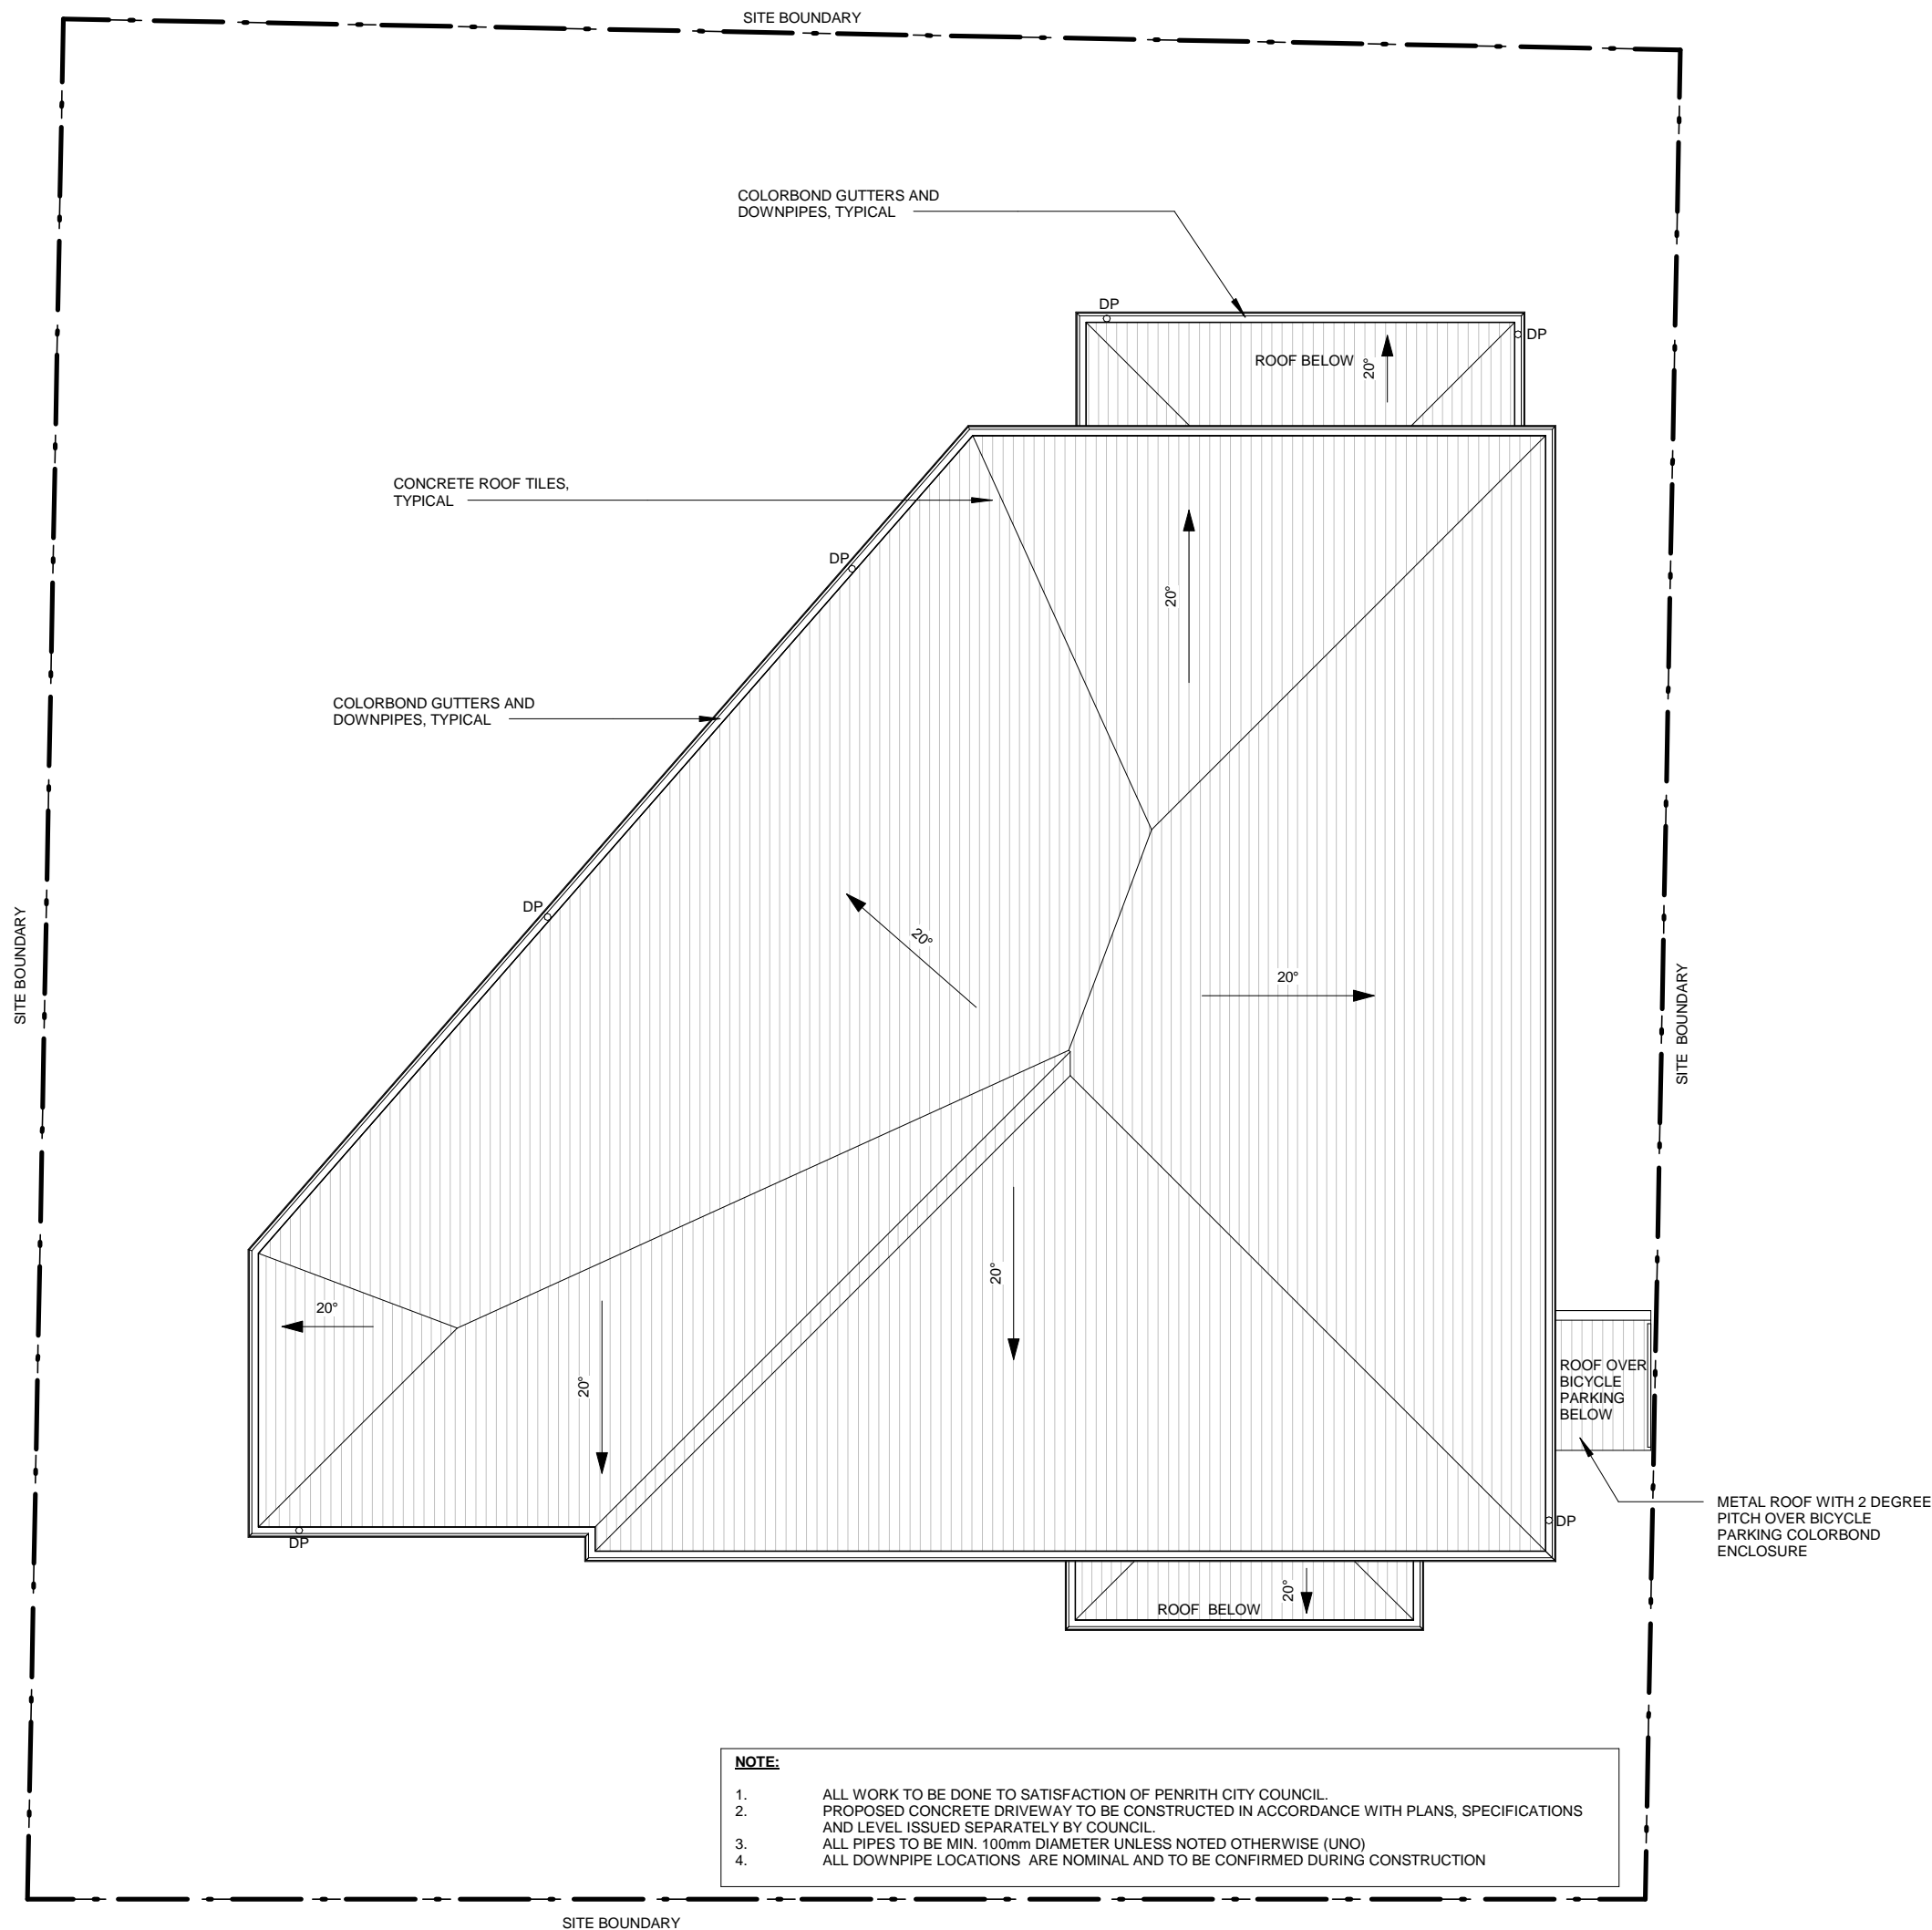 SITE BOUNDARY
COLORBOND GUTTERS AND
DOWNPIPES, TYPICAL
DP
DP
ROOF BELOW
20°
CONCRETE ROOF TILES,
TYPICAL
DP
20°
COLORBOND GUTTERS AND
DOWNPIPES, TYPICAL
DP
20°
20°
SITE BOUNDARY
SITE BOUNDARY
20°
20°
20°
ROOF OVER
BICYCLE
PARKING
BELOW
METAL ROOF WITH 2 DEGREE
PITCH OVER BICYCLE
PARKING COLORBOND
ENCLOSURE
DP
DP
20°
ROOF BELOW
NOTE:
1. ALL WORK TO BE DONE TO SATISFACTION OF PENRITH CITY COUNCIL.
2. PROPOSED CONCRETE DRIVEWAY TO BE CONSTRUCTED IN ACCORDANCE WITH PLANS, SPECIFICATIONS
AND LEVEL ISSUED SEPARATELY BY COUNCIL.
3. ALL PIPES TO BE MIN. 100mm DIAMETER UNLESS NOTED OTHERWISE (UNO)
4. ALL DOWNPIPE LOCATIONS ARE NOMINAL AND TO BE CONFIRMED DURING CONSTRUCTION
SITE BOUNDARY